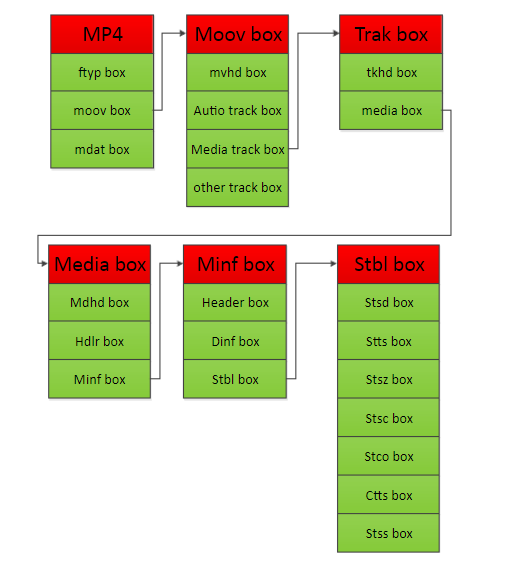 MP4
ftyp box
moov box
mdat box
Moov box
mvhd box
Autio track box
Media track box
other track box
Trak box
tkhd box
media box
Media box
Mdhd box
Hdlr box
Minf box
Minf box
Header box
Dinf box
Stbl box
Stbl box
Stsd box
Stts box
Stsz box
Stsc box
Stco box
Ctts box
Stss box